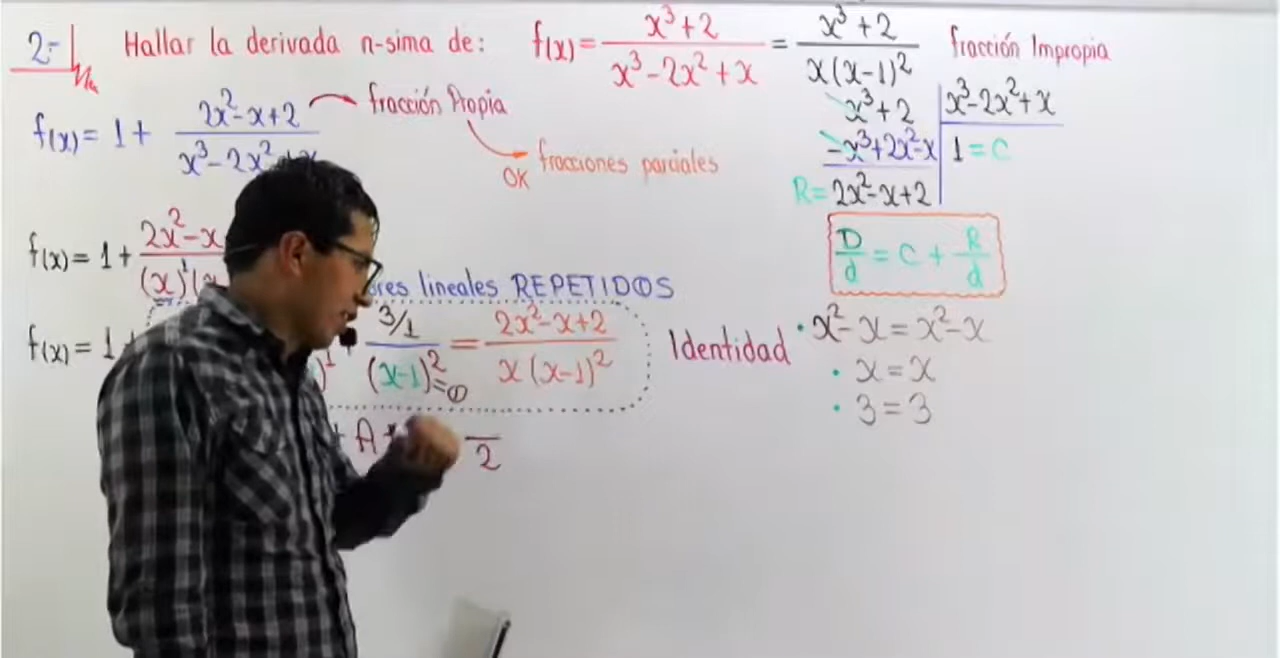 2.- Hallar la derivada n-sima de: f(x) = (x³+2)/(x³-2x²+x) = (x³+2)/(x(x-1)²) fracción Impropia
f(x) = 1 + (2x²-x+2)/(x³-2x²+x) fracción Propia
OK fracciones parciales
x³+2 | x³-2x²+x
-x³+2x²-x | 1 = C
R = 2x²-x+2
D/d = C + R/d
f(x) = 1 + 2x²-x
(x)¹(x
lineales REPETIDOS
f(x) = 1 + 3/1 /(x-1)² = (2x²-x+2)/(x(x-1)²) Identidad
=0
• x²-x = x²-x
• x = x
• 3 = 3
+ A +
2